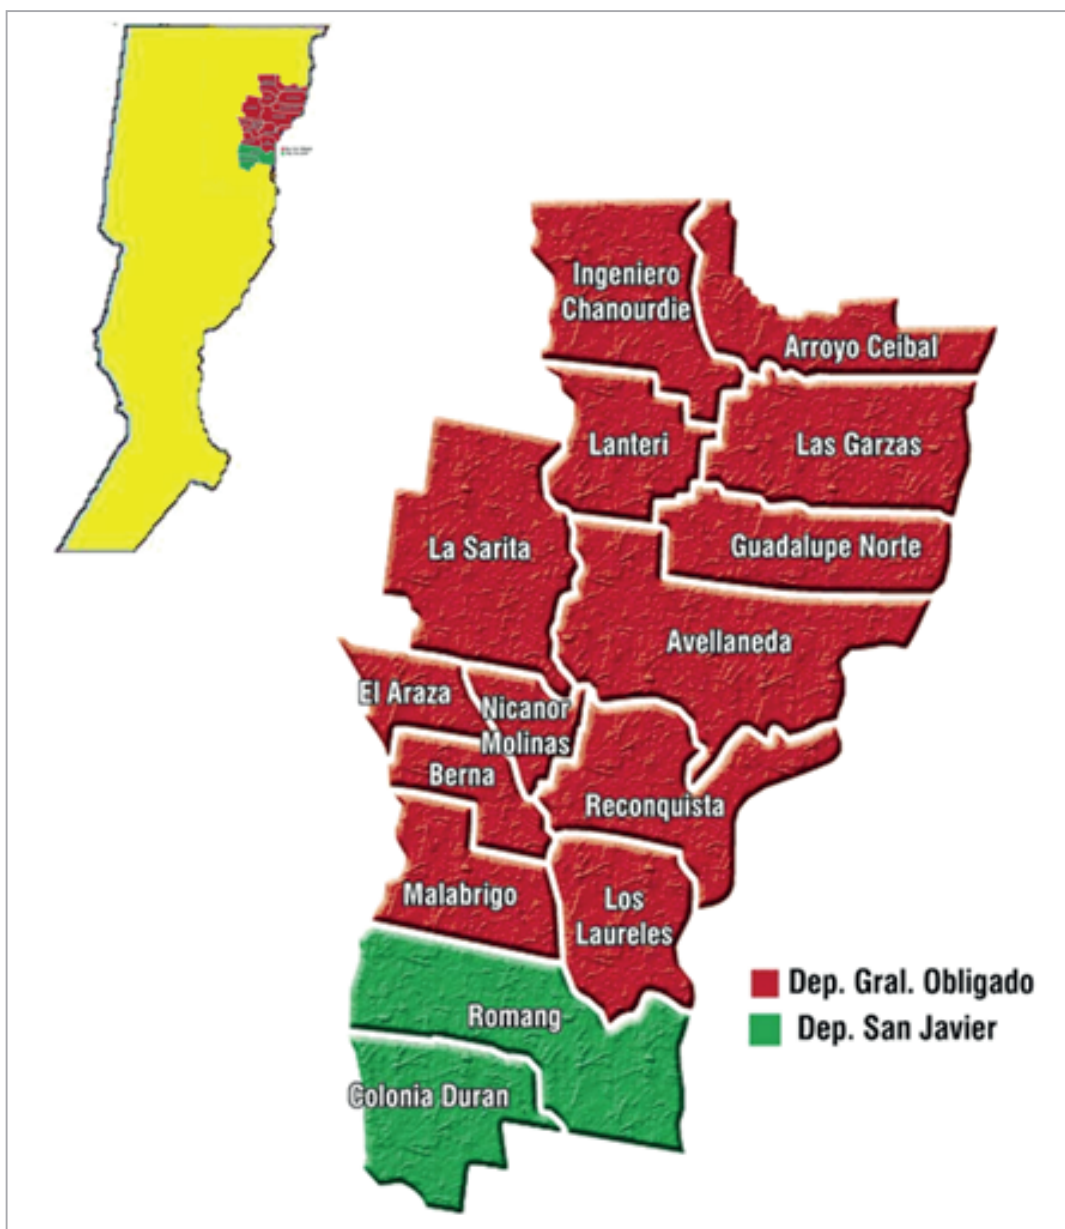 Ingeniero
Chanourdie
Arroyo Ceibal
Lanteri
Las Garzas
La Sarita
Guadalupe Norte
Avellaneda
El Araza
Nicanor
Molinas
Berna
Reconquista
Malabrigo
Los
Laureles
Dep. Gral. Obligado
Romang
Dep. San Javier
Colonia Duran